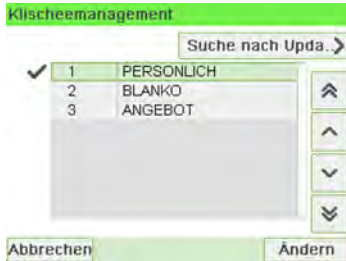 Klischeemanagement
Suche nach Upda..
1 PERSONLICH
2 BLANKO
3 ANGEBOT
Abbrechen Ändern